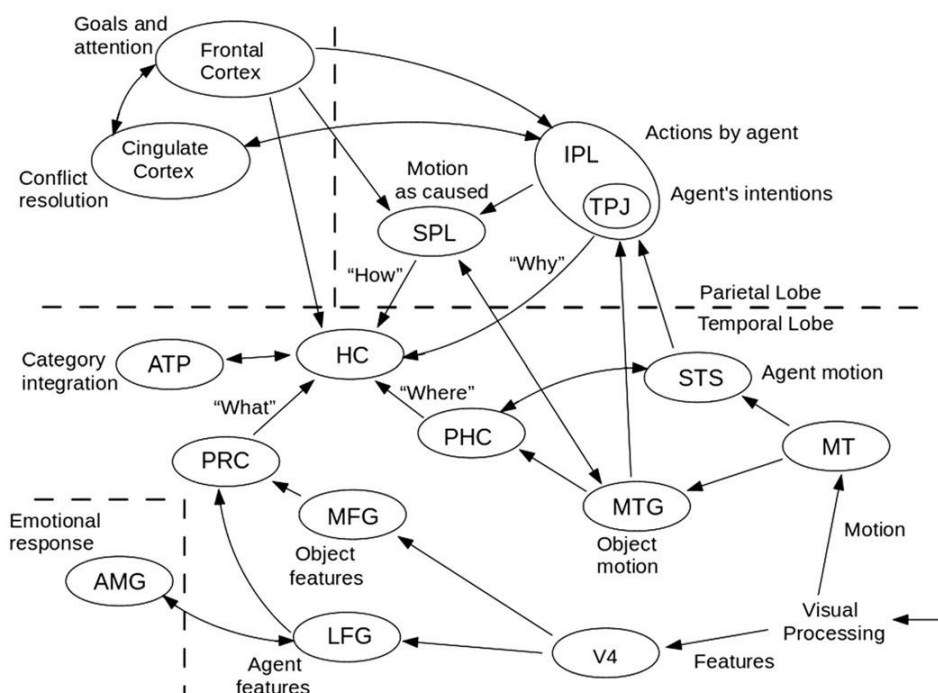 Goals and
attention
Frontal
Cortex
Cingulate
Cortex
Conflict
resolution
IPL
Actions by agent
TPJ
Agent's intentions
Motion
as caused
SPL
“How”
“Why”
Parietal Lobe
Temporal Lobe
Category
integration
ATP
HC
STS
Agent motion
“What”
“Where”
PHC
MT
PRC
MFG
Object
features
MTG
Object
motion
Motion
Emotional
response
AMG
LFG
Agent
features
V4
Features
Visual
Processing